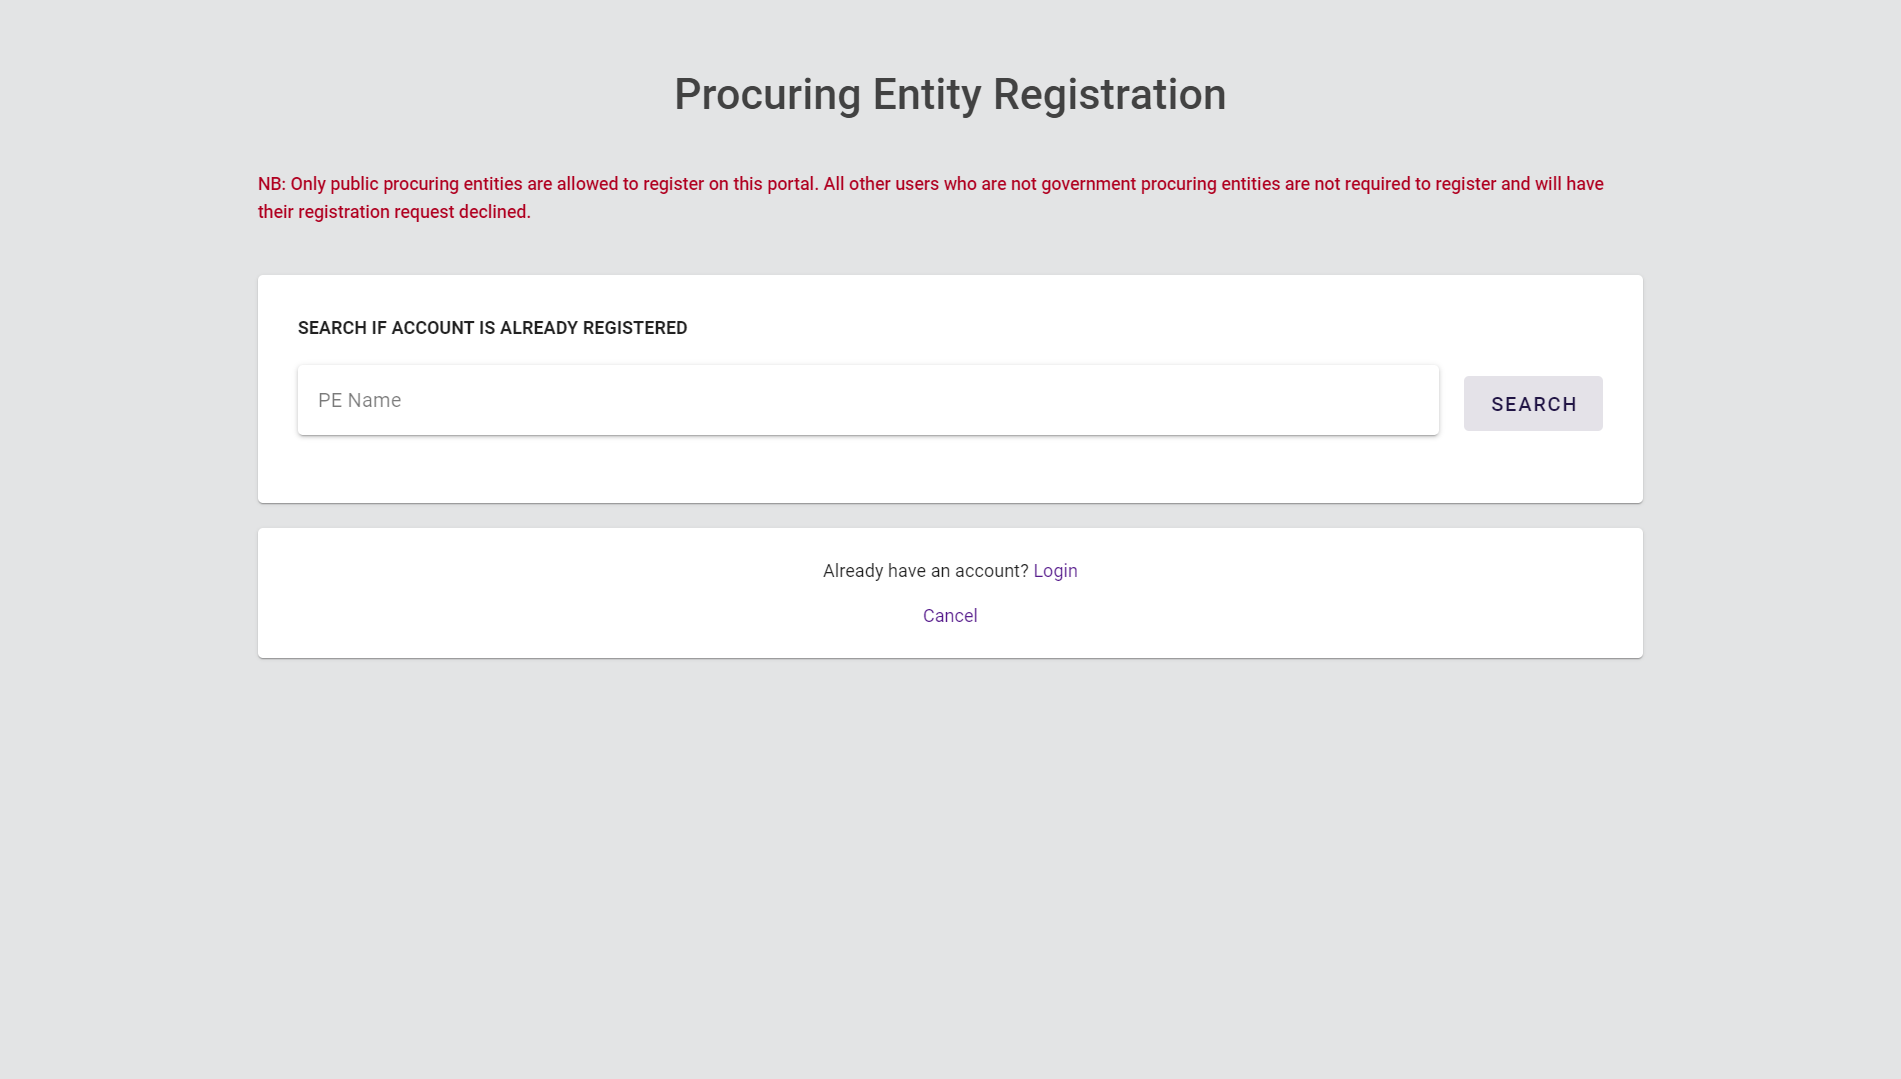 Procuring Entity Registration
NB: Only public procuring entities are allowed to register on this portal. All other users who are not government procuring entities are not required to register and will have
their registration request declined.
SEARCH IF ACCOUNT IS ALREADY REGISTERED
PE Name
SEARCH
Already have an account? Login
Cancel